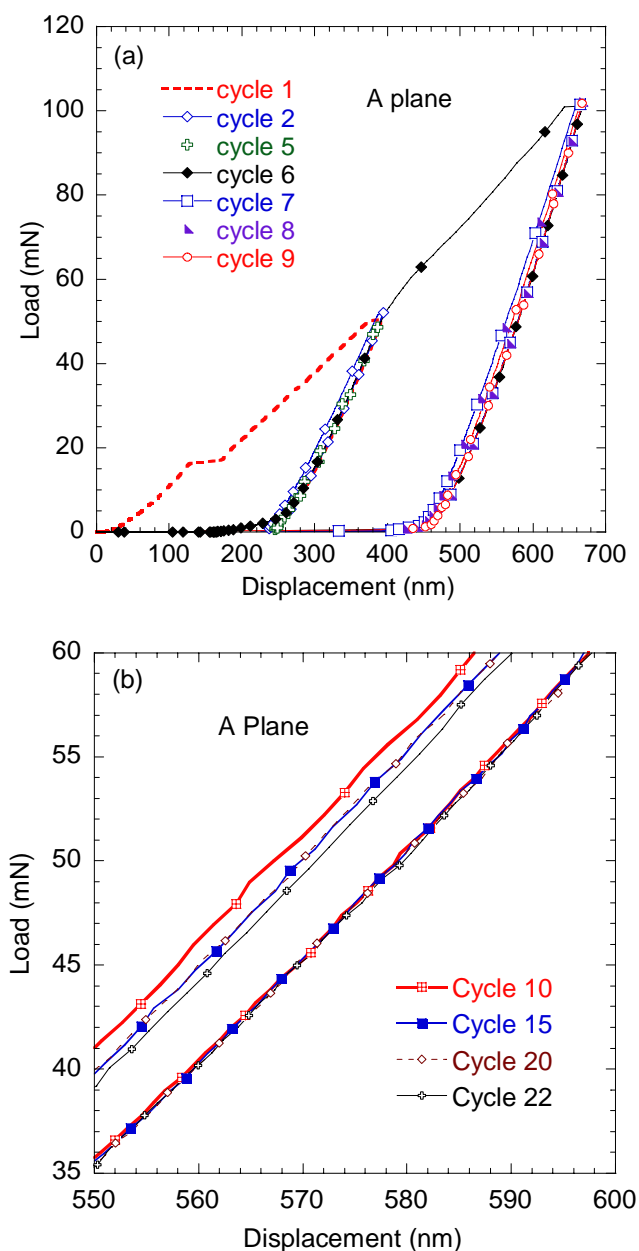 (a)
A plane
cycle 1
cycle 2
cycle 5
cycle 6
cycle 7
cycle 8
cycle 9
Load (mN)
120
100
80
60
40
20
0
0 100 200 300 400 500 600 700
Displacement (nm)
(b)
A Plane
Load (mN)
60
55
50
45
40
35
Cycle 10
Cycle 15
Cycle 20
Cycle 22
550 560 570 580 590 600
Displacement (nm)